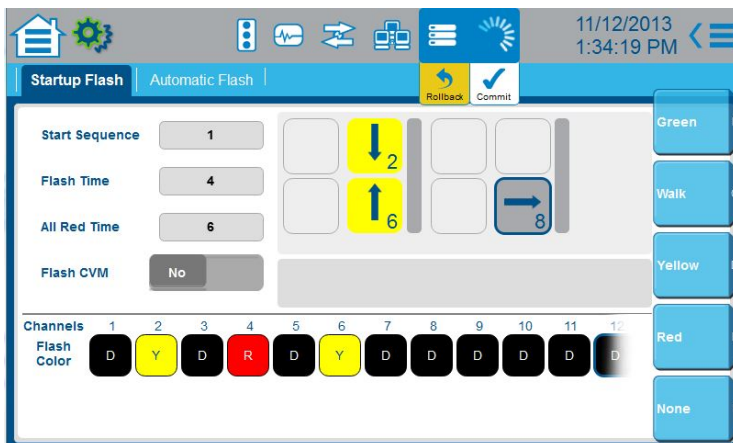 11/12/2013
1:34:19 PM
Startup Flash
Automatic Flash
Rollback
Commit
Start Sequence
1
Flash Time
4
All Red Time
6
Flash CVM
No
2
6
8
Green
Walk
Yellow
Red
None
Channels 1 2 3 4 5 6 7 8 9 10 11 12
Flash
Color
D Y D R D Y D D D D D D